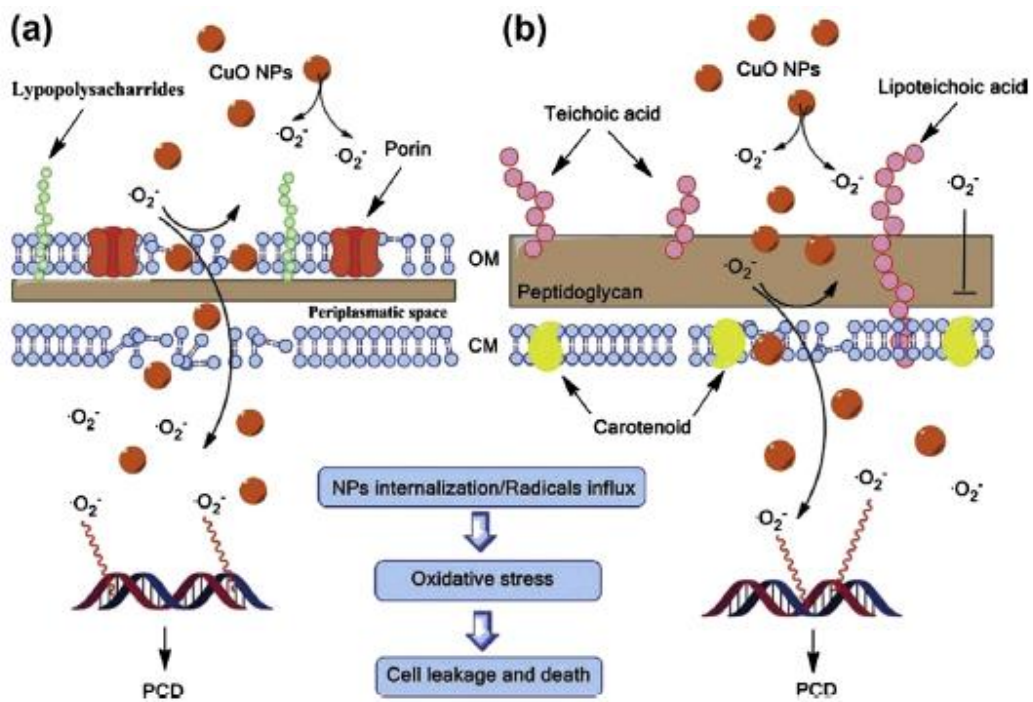 (a)
CuO NPs
Lypopolysacharrides
·O₂⁻
·O₂⁻
Porin
·O₂⁻
Periplasmatic space
·O₂⁻
·O₂⁻
·O₂⁻
·O₂⁻
PCD
OM
CM
NPs internalization/Radicals influx
Oxidative stress
Cell leakage and death
(b)
CuO NPs
Lipoteichoic acid
Teichoic acid
·O₂⁻
·O₂⁻
·O₂⁻
·O₂⁻
Peptidoglycan
Carotenoid
·O₂⁻
·O₂⁻
·O₂⁻
PCD